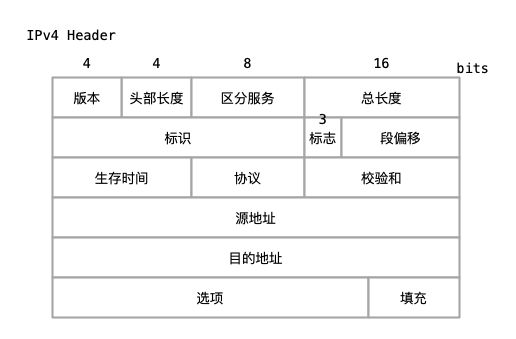 IPv4 Header
4 4 8 16 bits
版本 头部长度 区分服务 总长度
3
标识 标志 段偏移
生存时间 协议 校验和
源地址
目的地址
选项 填充